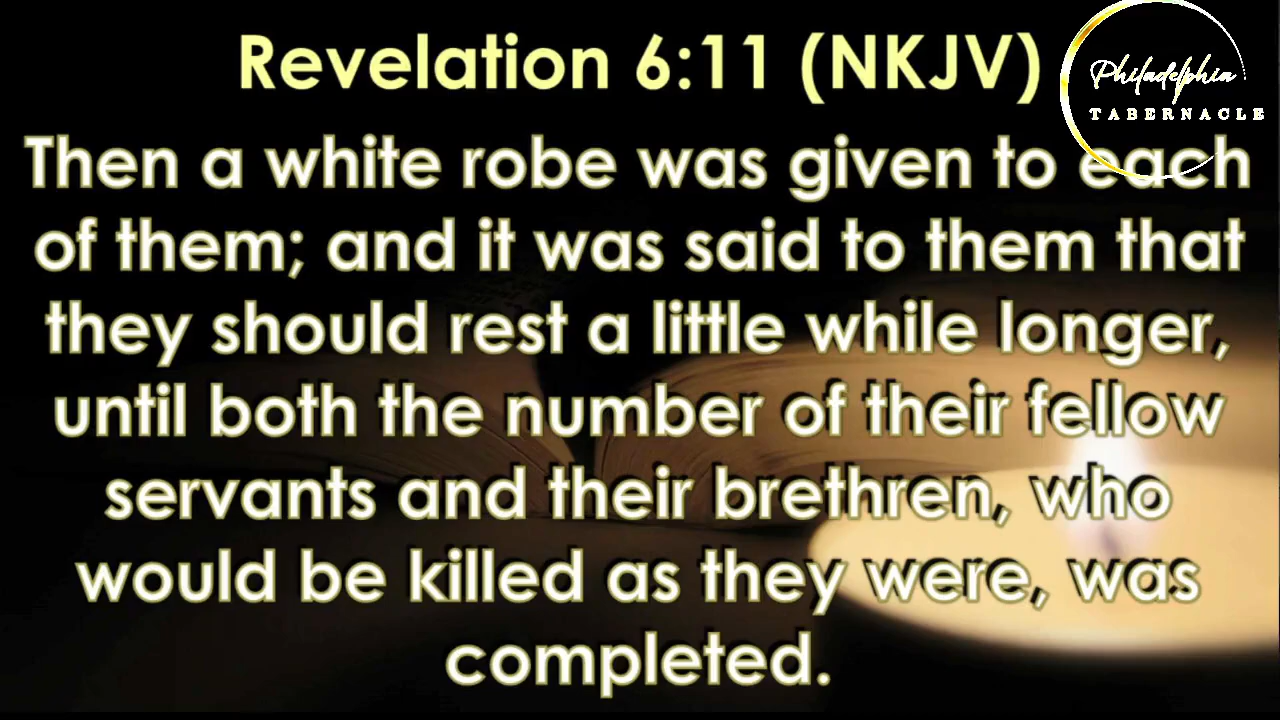 Revelation 6:11 (NKJV)
Philadelphia
TABERNACLE
Then a white robe was given to each
of them; and it was said to them that
they should rest a little while longer,
until both the number of their fellow
servants and their brethren, who
would be killed as they were, was
completed.